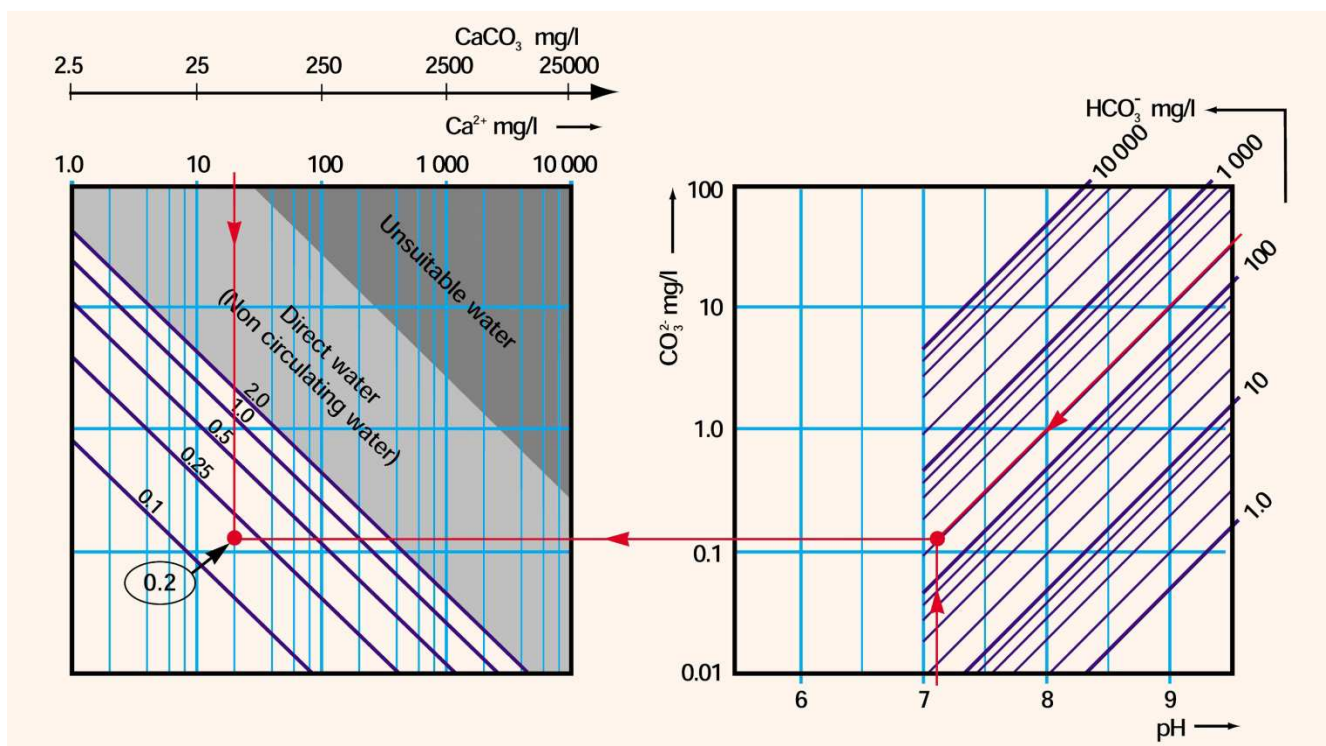 CaCO₃ mg/l
2.5 25 250 2500 25000
Ca²⁺ mg/l
1.0 10 100 1 000 10 000
Unsuitable water
Direct water
(Non circulating water)
2.0
1.0
0.5
0.25
0.1
0.2
HCO₃⁻ mg/l
10 000
1 000
100
10
1.0
CO₃²⁻ mg/l
100
10
1.0
0.1
0.01
6 7 8 9
pH